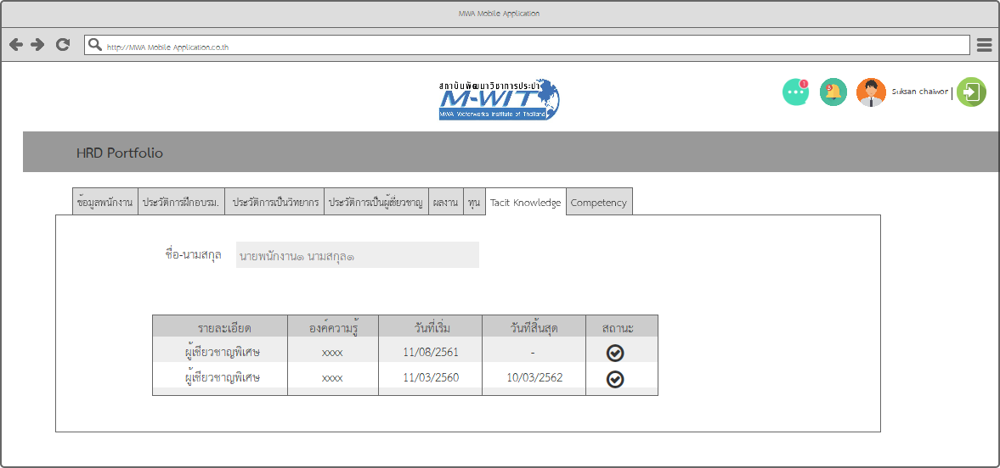 MWA Mobile Application
http://MWA Mobile Application.co.th
สถาบันพัฒนาวิชาการประปา
M-WIT
MWA Waterworks Institute of Thailand
1
3
Suksan chaiwon
HRD Portfolio
ข้อมูลพนักงาน ประวัติการฝึกอบรม. ประวัติการเป็นวิทยากร ประวัติการเป็นผู้เชี่ยวชาญ ผลงาน ทุน Tacit Knowledge Competency
ชื่อ-นามสกุล นายพนักงาน๑ นามสกุล๑
รายละเอียด องค์ความรู้ วันที่เริ่ม วันที่สิ้นสุด สถานะ
ผู้เชี่ยวชาญพิเศษ xxxx 11/08/2561 -
ผู้เชี่ยวชาญพิเศษ xxxx 11/03/2560 10/03/2562